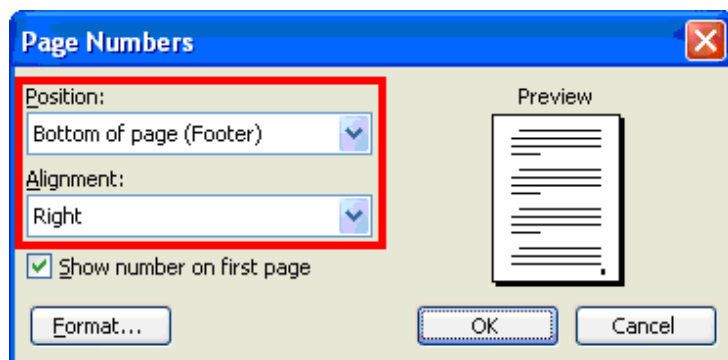 Page Numbers
Position:
Preview
Bottom of page (Footer)
Alignment:
Right
Show number on first page
Format...
OK
Cancel